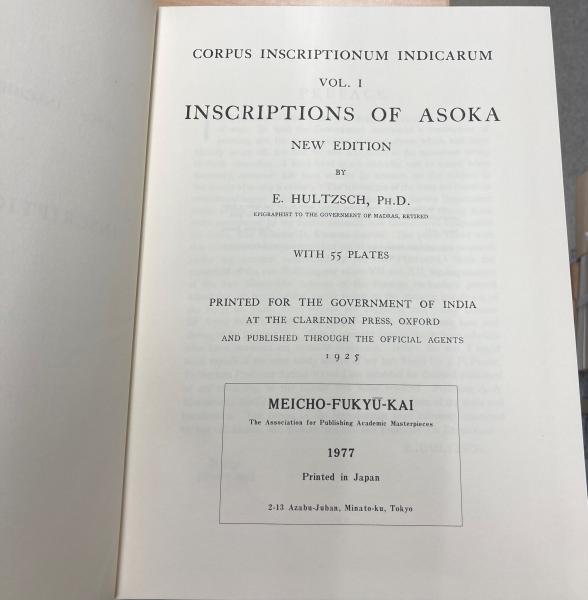 CORPUS INSCRIPTIONUM INDICARUM
VOL. I
INSCRIPTIONS OF ASOKA
NEW EDITION
BY
E. HULTZSCH, PH.D.
EPIGRAPHIST TO THE GOVERNMENT OF MADRAS, RETIRED
WITH 55 PLATES
PRINTED FOR THE GOVERNMENT OF INDIA
AT THE CLARENDON PRESS, OXFORD
AND PUBLISHED THROUGH THE OFFICIAL AGENTS
1925
MEICHO-FUKYŪ-KAI
The Association for Publishing Academic Masterpieces
1977
Printed in Japan
2-13 Azabu-Juban, Minato-ku, Tokyo